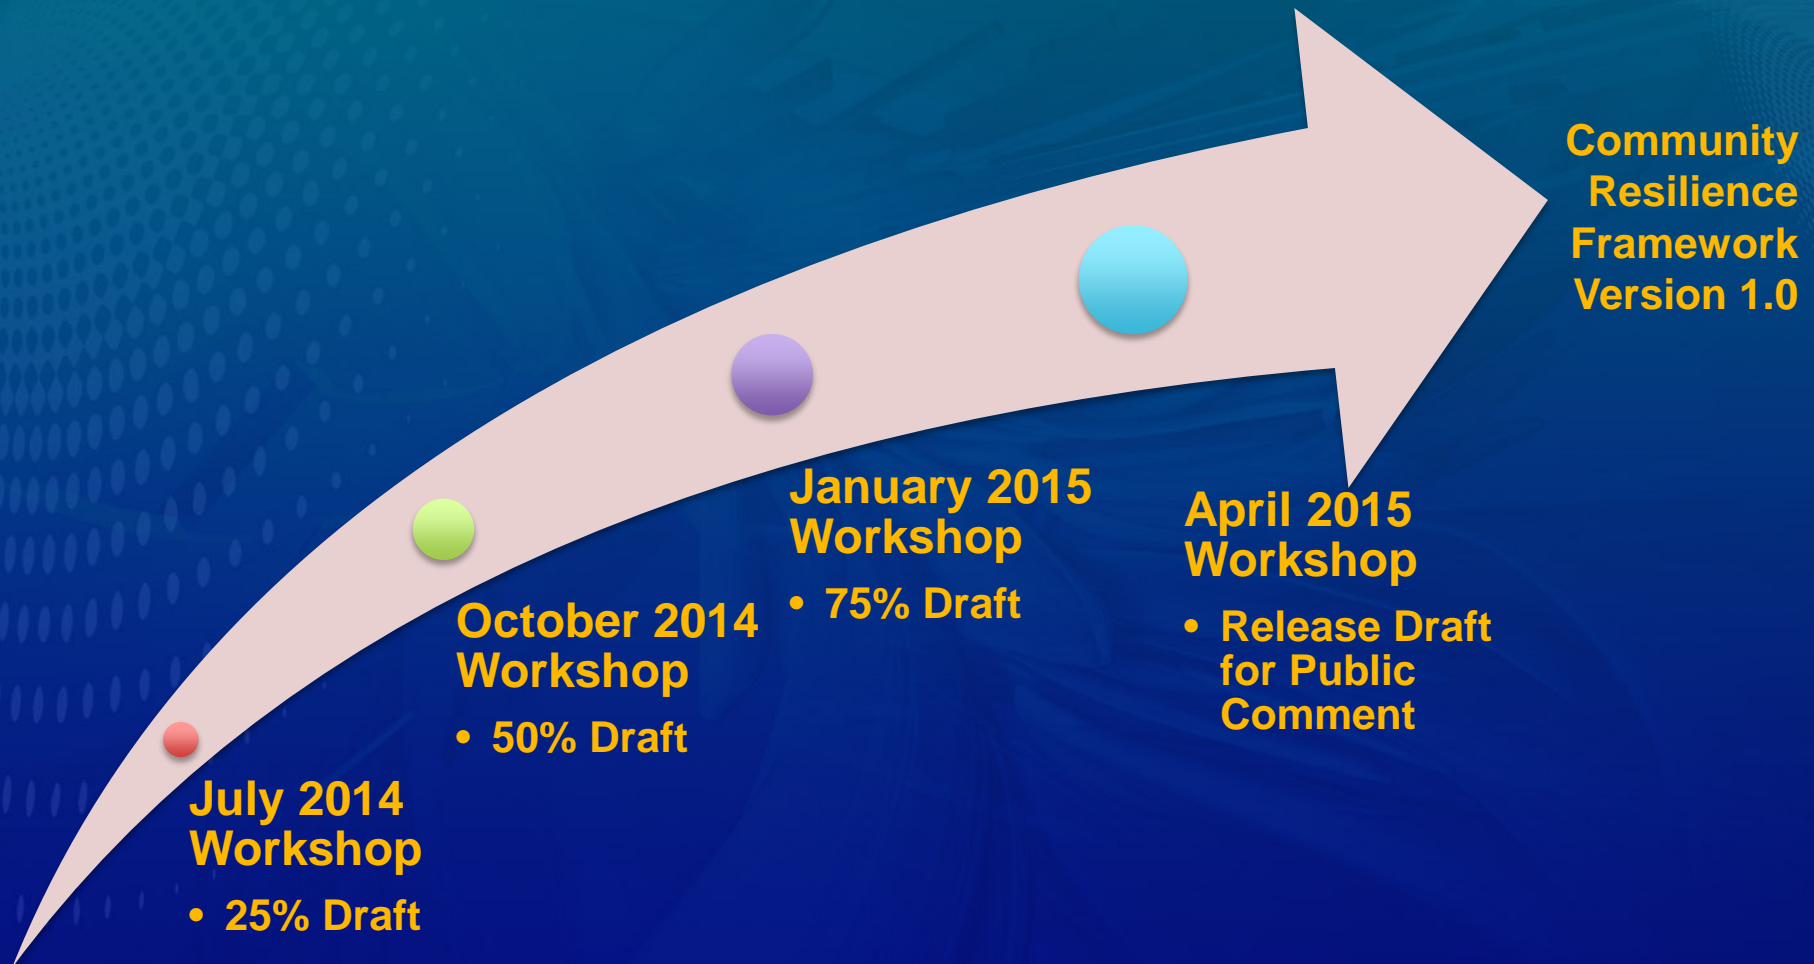 July 2014
Workshop
• 25% Draft
October 2014
Workshop
• 50% Draft
January 2015
Workshop
• 75% Draft
April 2015
Workshop
• Release Draft
for Public
Comment
Community
Resilience
Framework
Version 1.0